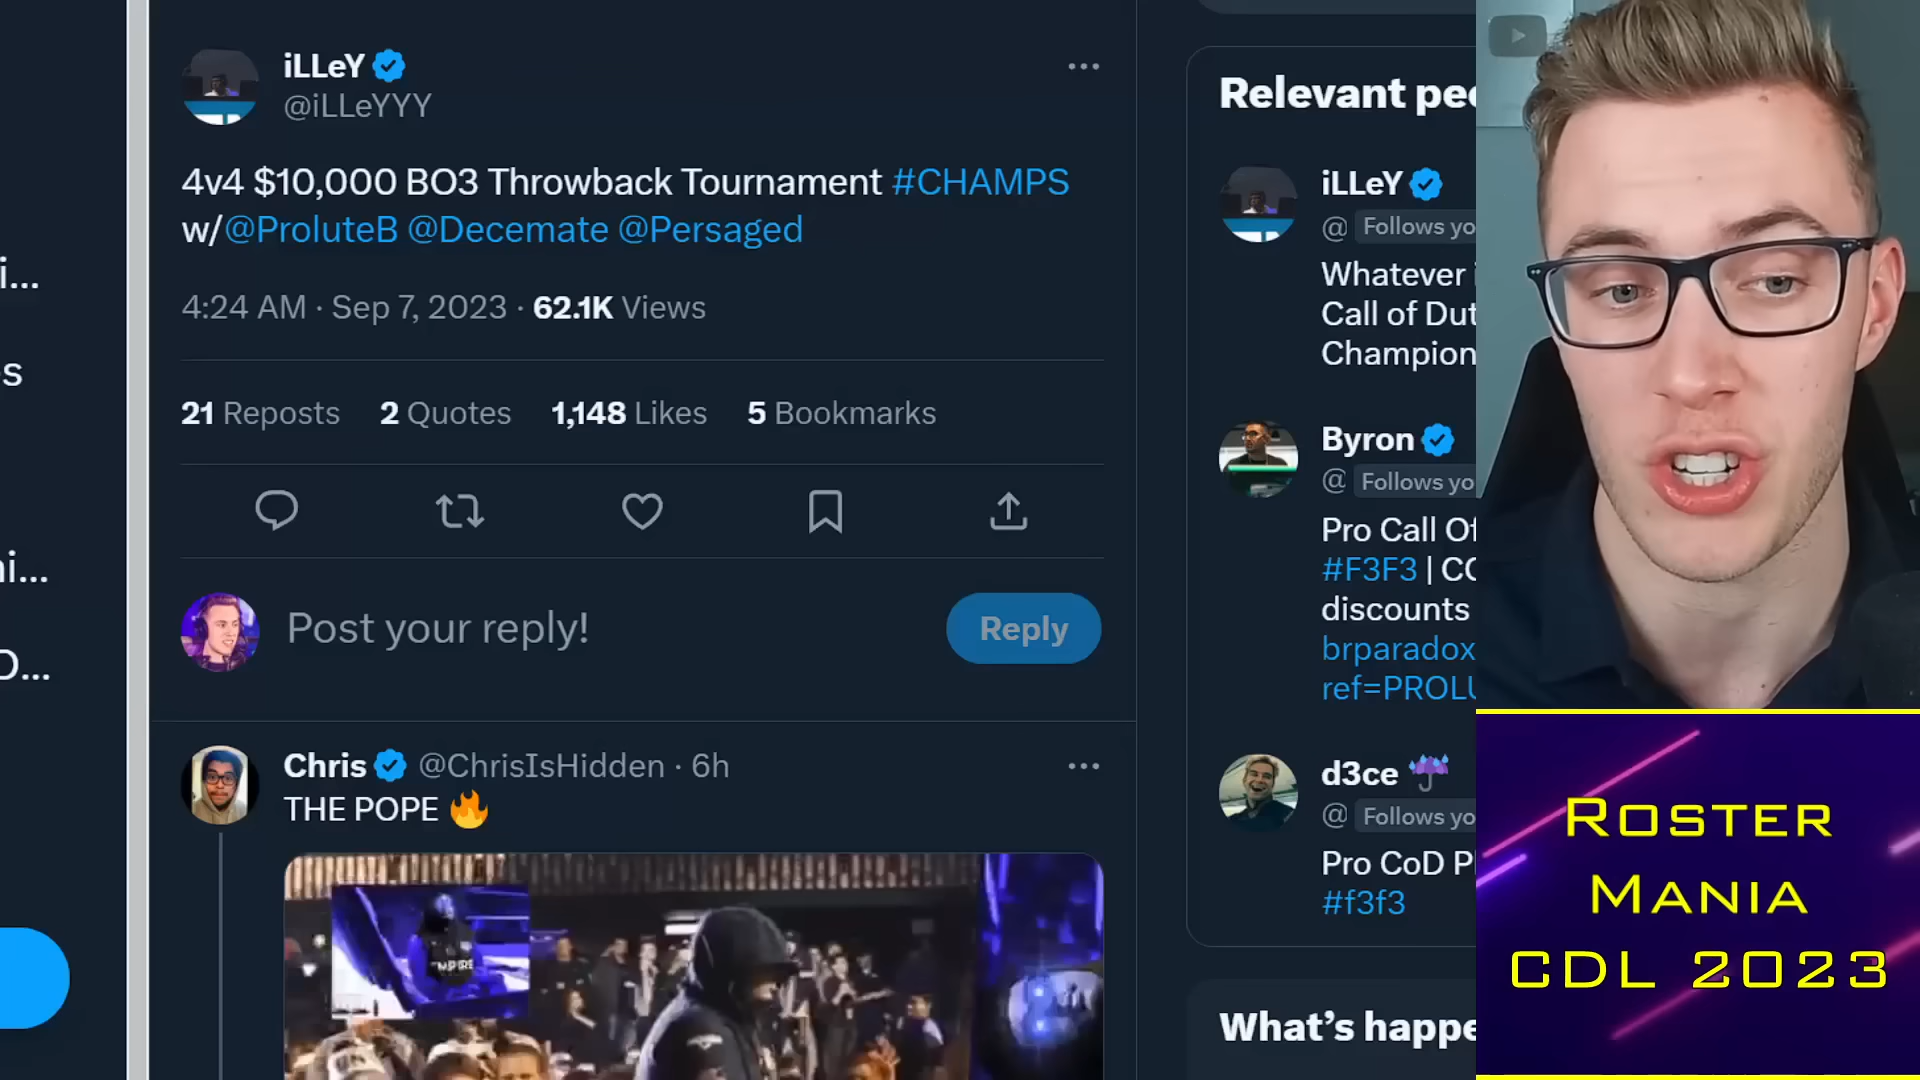 i...
s
ni...
D...
iLLeY
@iLLeYYY
4v4 $10,000 BO3 Throwback Tournament #CHAMPS
w/@ProluteB @Decemate @Persaged
4:24 AM · Sep 7, 2023 · 62.1K Views
21 Reposts 2 Quotes 1,148 Likes 5 Bookmarks
Post your reply!
Reply
Chris @ChrisIsHidden · 6h
THE POPE 🔥
Relevant pe
iLLeY
@ Follows yo
Whatever
Call of Dut
Champion
Byron
@ Follows yo
Pro Call Of
#F3F3 | CO
discounts
brparadox
ref=PROLU
d3ce ☔
@ Follows yo
Pro CoD P
#f3f3
What's happe
ROSTER
MANIA
CDL 2023